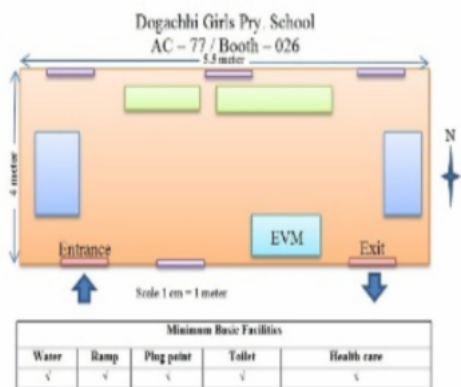 Dogachhi Girls Pry. School
AC – 77 / Booth – 026
5.5 meter
4 meter
N
EVM
Entrance
Exit
Scale 1 cm = 1 meter
Minimum Basic Facilities
Water Ramp Plug point Toilet Health care
√ √ √ √ √